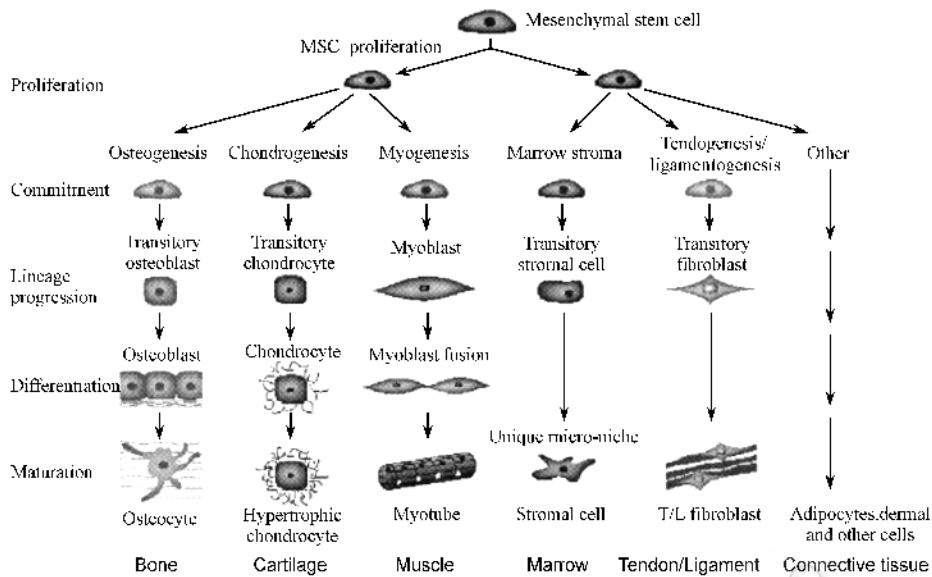 Mesenchymal stem cell
MSC proliferation
Proliferation
Osteogenesis Chondrogenesis Myogenesis Marrow stroma Tendogenesis/
ligamentogenesis Other
Commitment
Transitory
osteoblast
Transitory
chondrocyte
Myoblast
Transitory
stromal cell
Transitory
fibroblast
Lineage
progression
Osteoblast Chondrocyte Myoblast fusion
Differentiation
Unique micro-niche
Maturation
Osteocyte
Hypertrophic
chondrocyte
Myotube
Stromal cell
T/L fibroblast
Adipocytes,dermal
and other cells
Bone Cartilage Muscle Marrow Tendon/Ligament Connective tissue